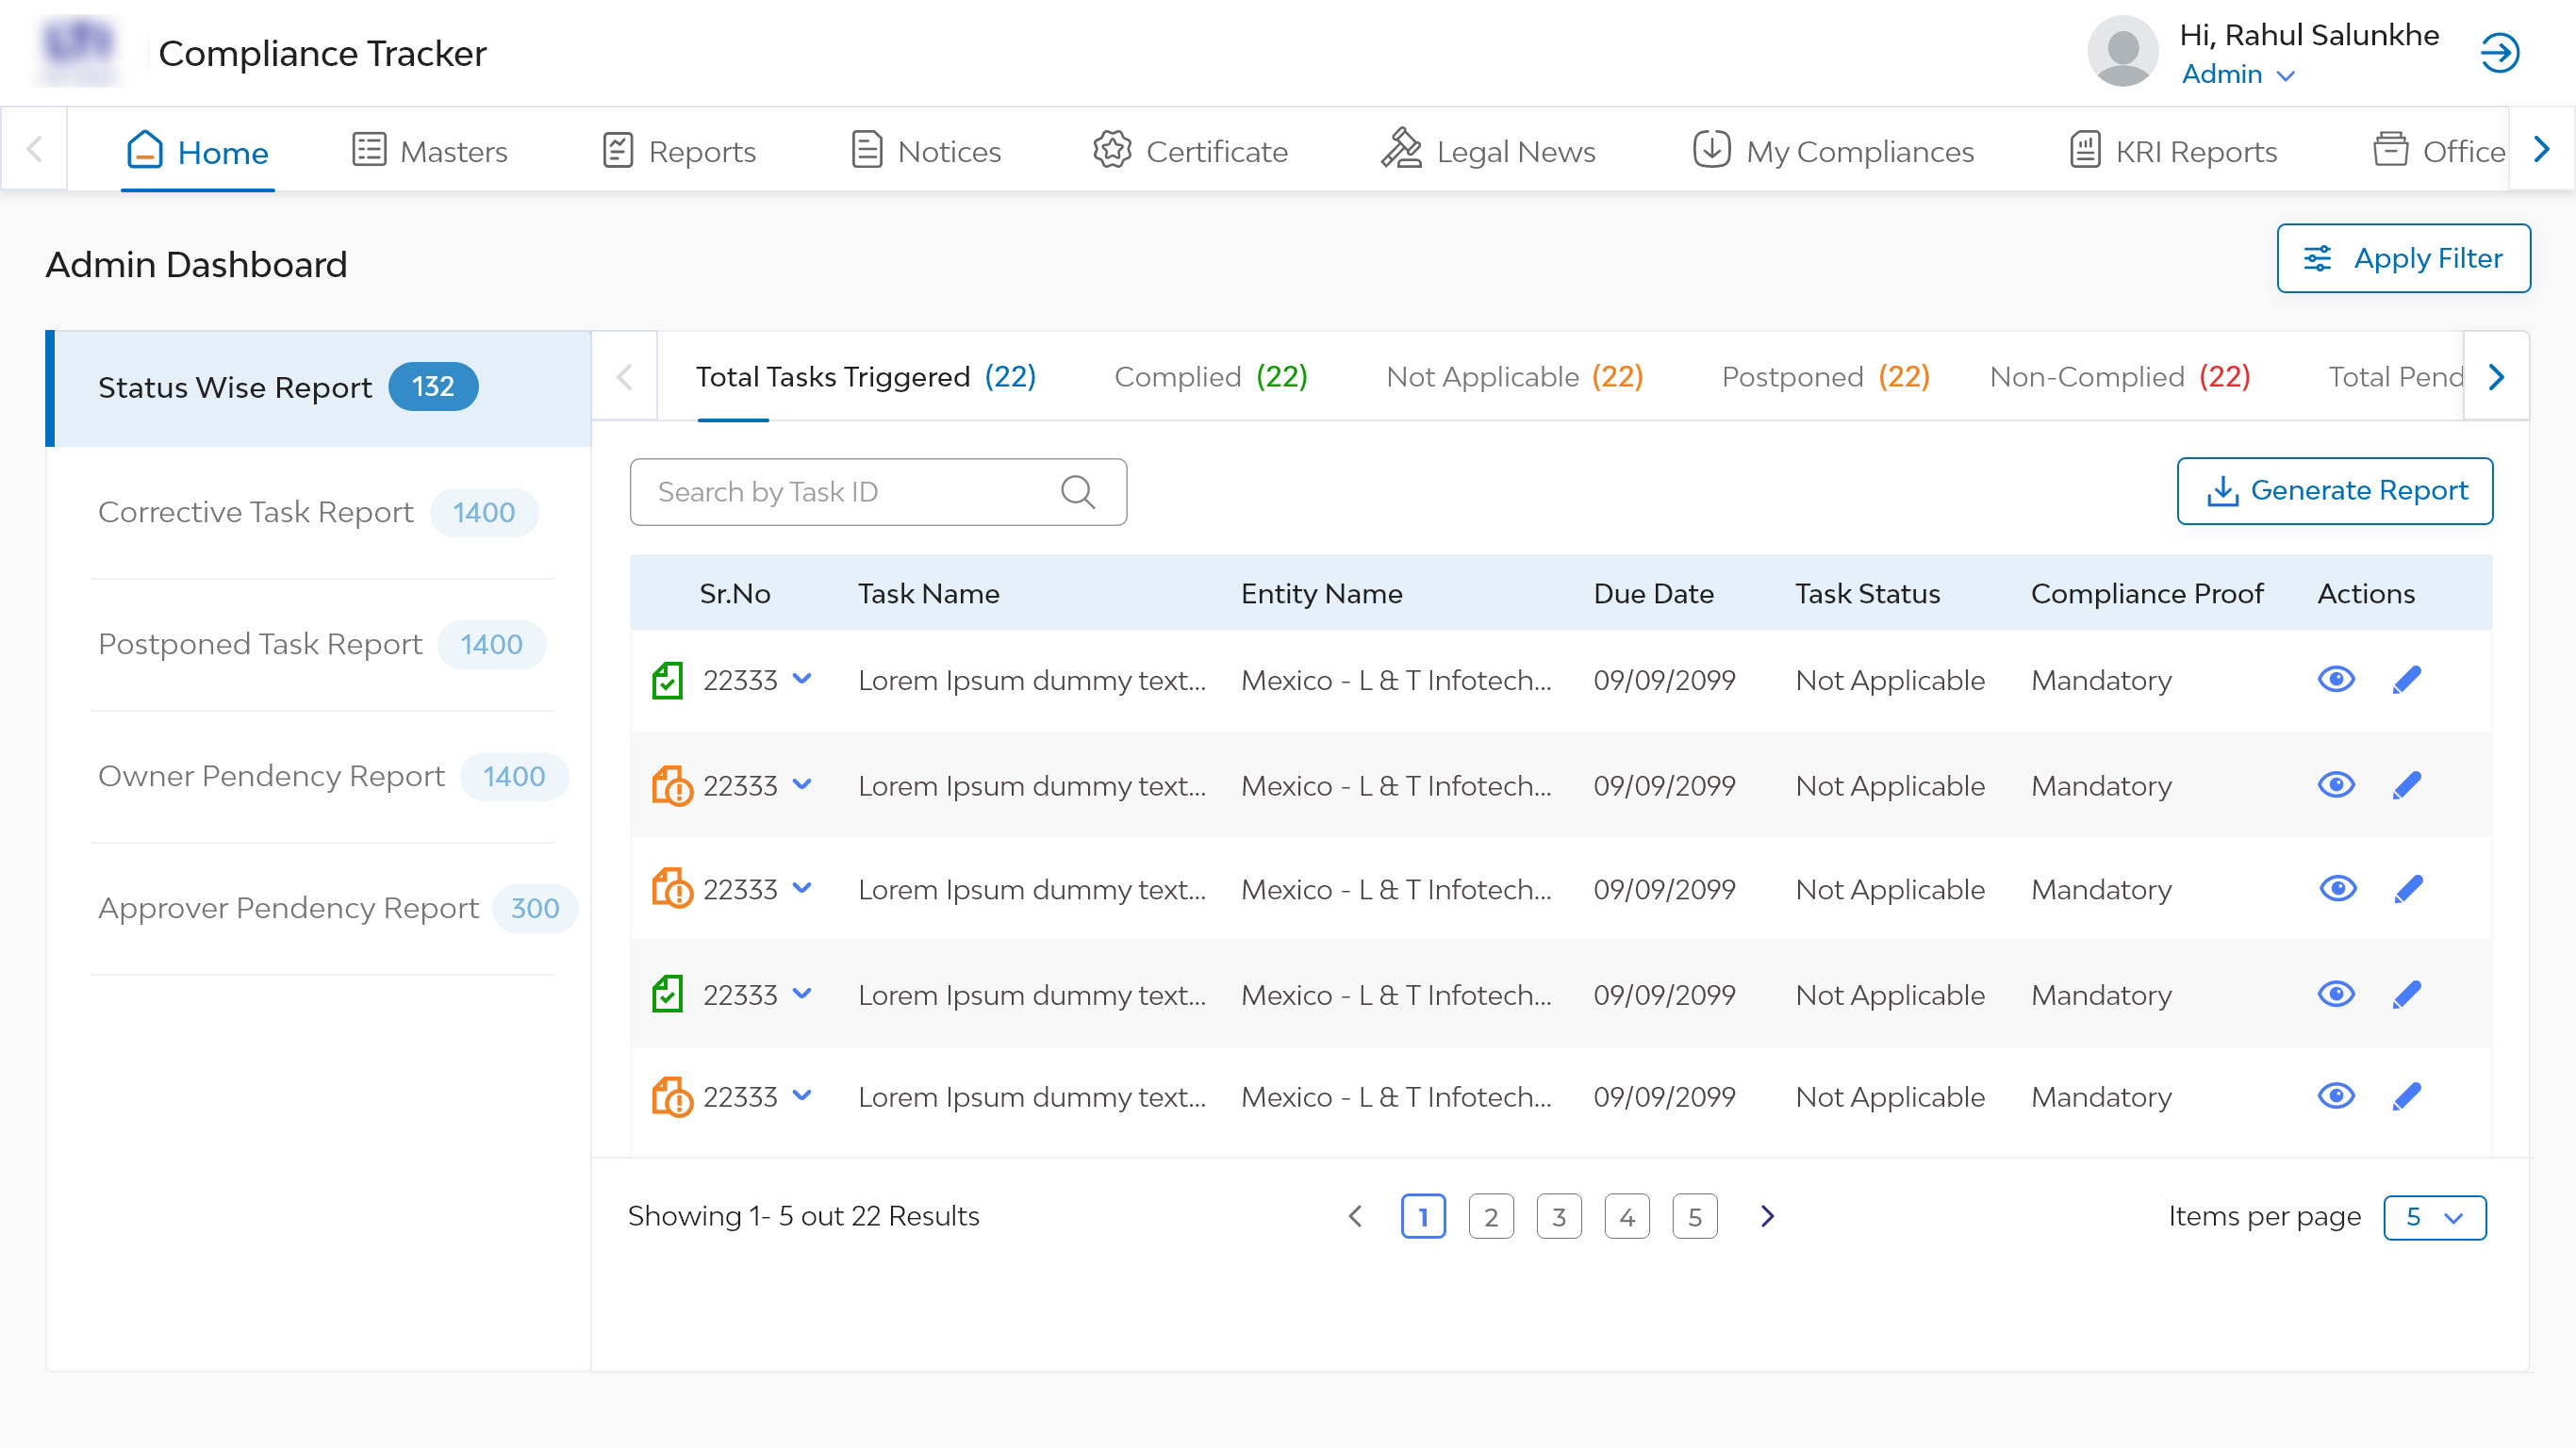 Compliance Tracker
Hi, Rahul Salunkhe
Admin
Home
Masters
Reports
Notices
Certificate
Legal News
My Compliances
KRI Reports
Office
Admin Dashboard
Apply Filter
Status Wise Report 132
Corrective Task Report 1400
Postponed Task Report 1400
Owner Pendency Report 1400
Approver Pendency Report 300
Total Tasks Triggered (22) Complied (22) Not Applicable (22) Postponed (22) Non-Complied (22) Total Pend
Search by Task ID
Generate Report
Sr.No Task Name Entity Name Due Date Task Status Compliance Proof Actions
22333 Lorem Ipsum dummy text... Mexico - L & T Infotech... 09/09/2099 Not Applicable Mandatory
22333 Lorem Ipsum dummy text... Mexico - L & T Infotech... 09/09/2099 Not Applicable Mandatory
22333 Lorem Ipsum dummy text... Mexico - L & T Infotech... 09/09/2099 Not Applicable Mandatory
22333 Lorem Ipsum dummy text... Mexico - L & T Infotech... 09/09/2099 Not Applicable Mandatory
22333 Lorem Ipsum dummy text... Mexico - L & T Infotech... 09/09/2099 Not Applicable Mandatory
Showing 1- 5 out 22 Results
1 2 3 4 5
Items per page 5